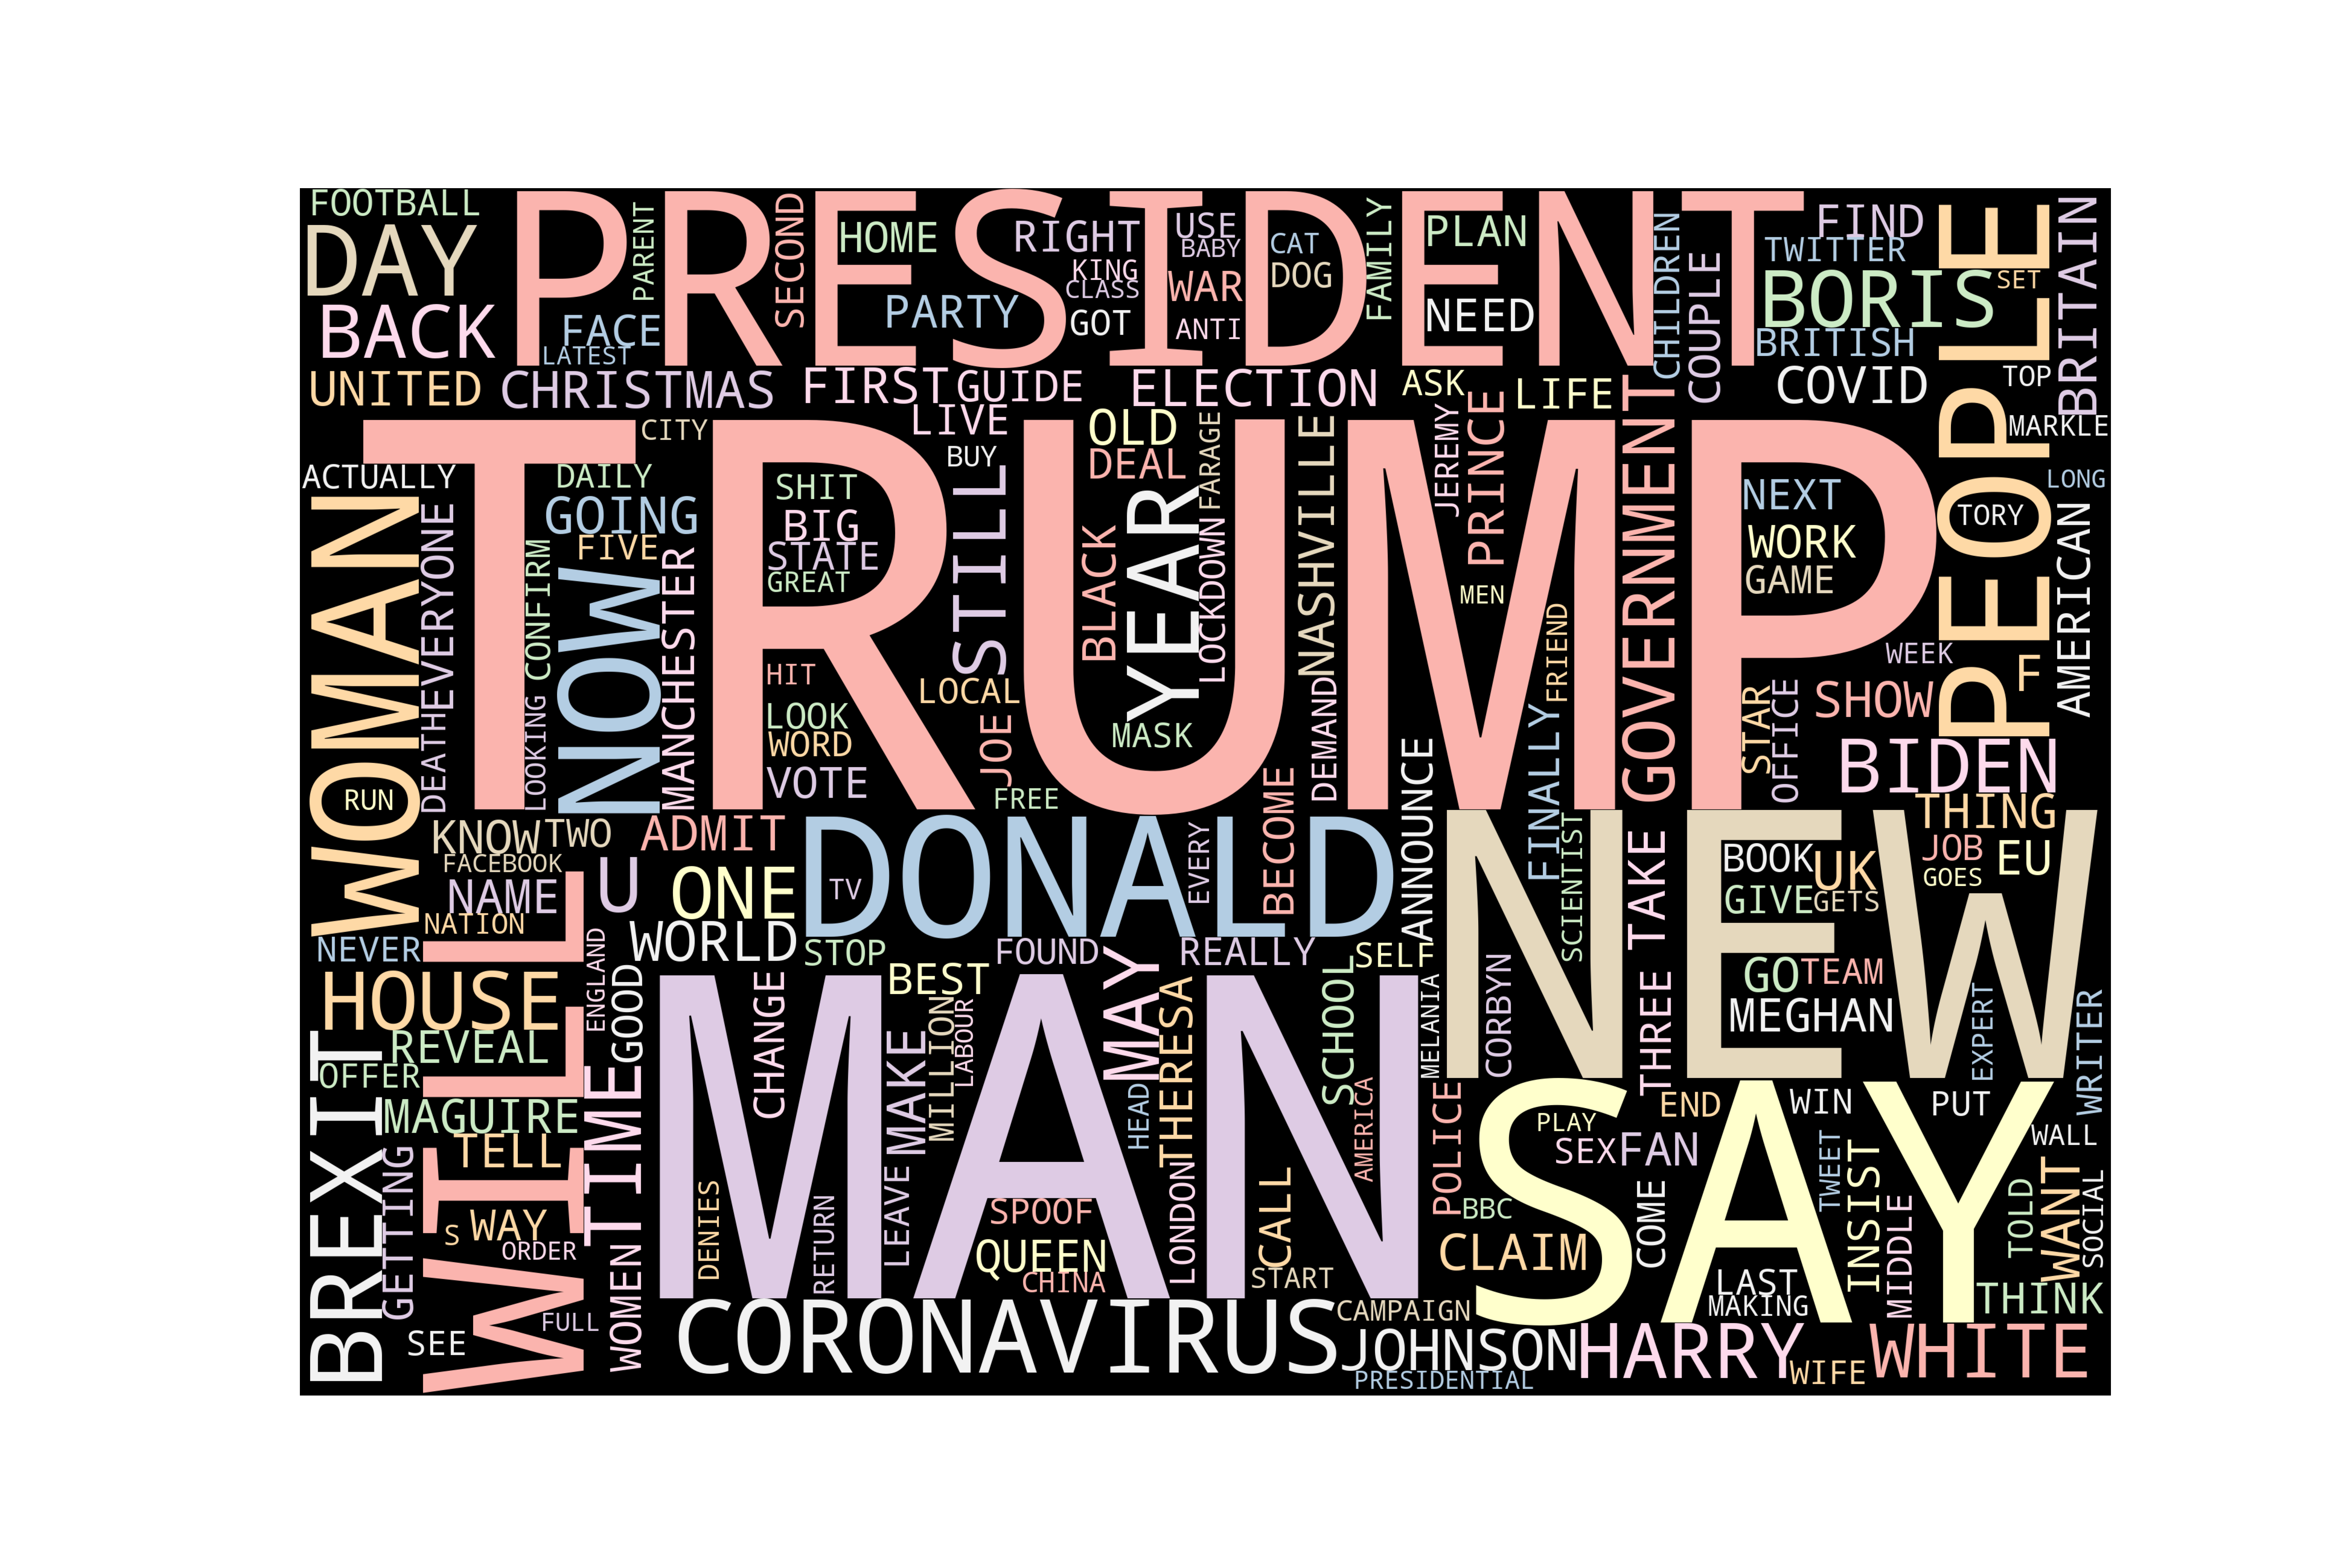 FOOTBALL
DAY
BACK
PRESIDENT
PARENT
SECOND
HOME
RIGHT
USE
BABY
KING
CLASS
CAT
DOG
WAR
FAMILY
PLAN
NEED
PARTY
GOT
ANTI
FACE
LATEST
CHILDREN
COUPLE
FIND
TWITTER
BORIS
SET
BRITISH
PEOPLE
BRITAIN
UNITED
CHRISTMAS
FIRST
GUIDE
ELECTION
ASK
LIFE
COVID
TOP
MARKLE
LIVE
OLD
CITY
TRUMP
ACTUALLY
DAILY
BUY
DEAL
FARAGE
NASHVILLE
JEREMY
PRINCE
GOVERNMENT
NEXT
TORY
LONG
WOMAN
EVERYONE
DEATH
CONFIRM
LOOKING
GOING
FIVE
NOW
MANCHESTER
SHIT
BIG
STATE
GREAT
STILL
BLACK
YEAR
LOCKDOWN
MEN
FRIEND
WORK
GAME
AMERICAN
WEEK
F
HIT
LOOK
WORD
VOTE
LOCAL
JOE
MASK
FREE
DEMAND
BECOME
ANNOUNCE
FINALLY
STAR
OFFICE
SHOW
BIDEN
THING
RUN
KNOW
TWO
ADMIT
DONALD
TV
EVERY
SCIENTIST
TAKE
NEW
BOOK
UK
JOB
EU
GOES
GIVE
GETS
FACEBOOK
NAME
U
ONE
NATION
NEVER
WILL
WORLD
STOP
FOUND
MAY
REALLY
SELF
HOUSE
ENGLAND
GOOD
CHANGE
BEST
MILLION
LABOUR
THERESA
SCHOOL
MELANIA
CORBYN
THREE
GO
TEAM
MEGHAN
EXPERT
WRITER
BREXIT
REVEAL
OFFER
MAGUIRE
TIME
MAN
MAKE
HEAD
AMERICA
POLICE
SAY
PLAY
END
WIN
PUT
WALL
GETTING
TELL
SEX
FAN
TWEET
INSIST
MIDDLE
TOLD
WANT
SOCIAL
S
WAY
ORDER
WOMEN
DENIES
RETURN
LEAVE
SPOOF
QUEEN
CHINA
LONDON
CALL
START
BBC
CLAIM
COME
LAST
MAKING
THINK
SEE
FULL
CORONAVIRUS
CAMPAIGN
JOHNSON
PRESIDENTIAL
HARRY
WIFE
WHITE